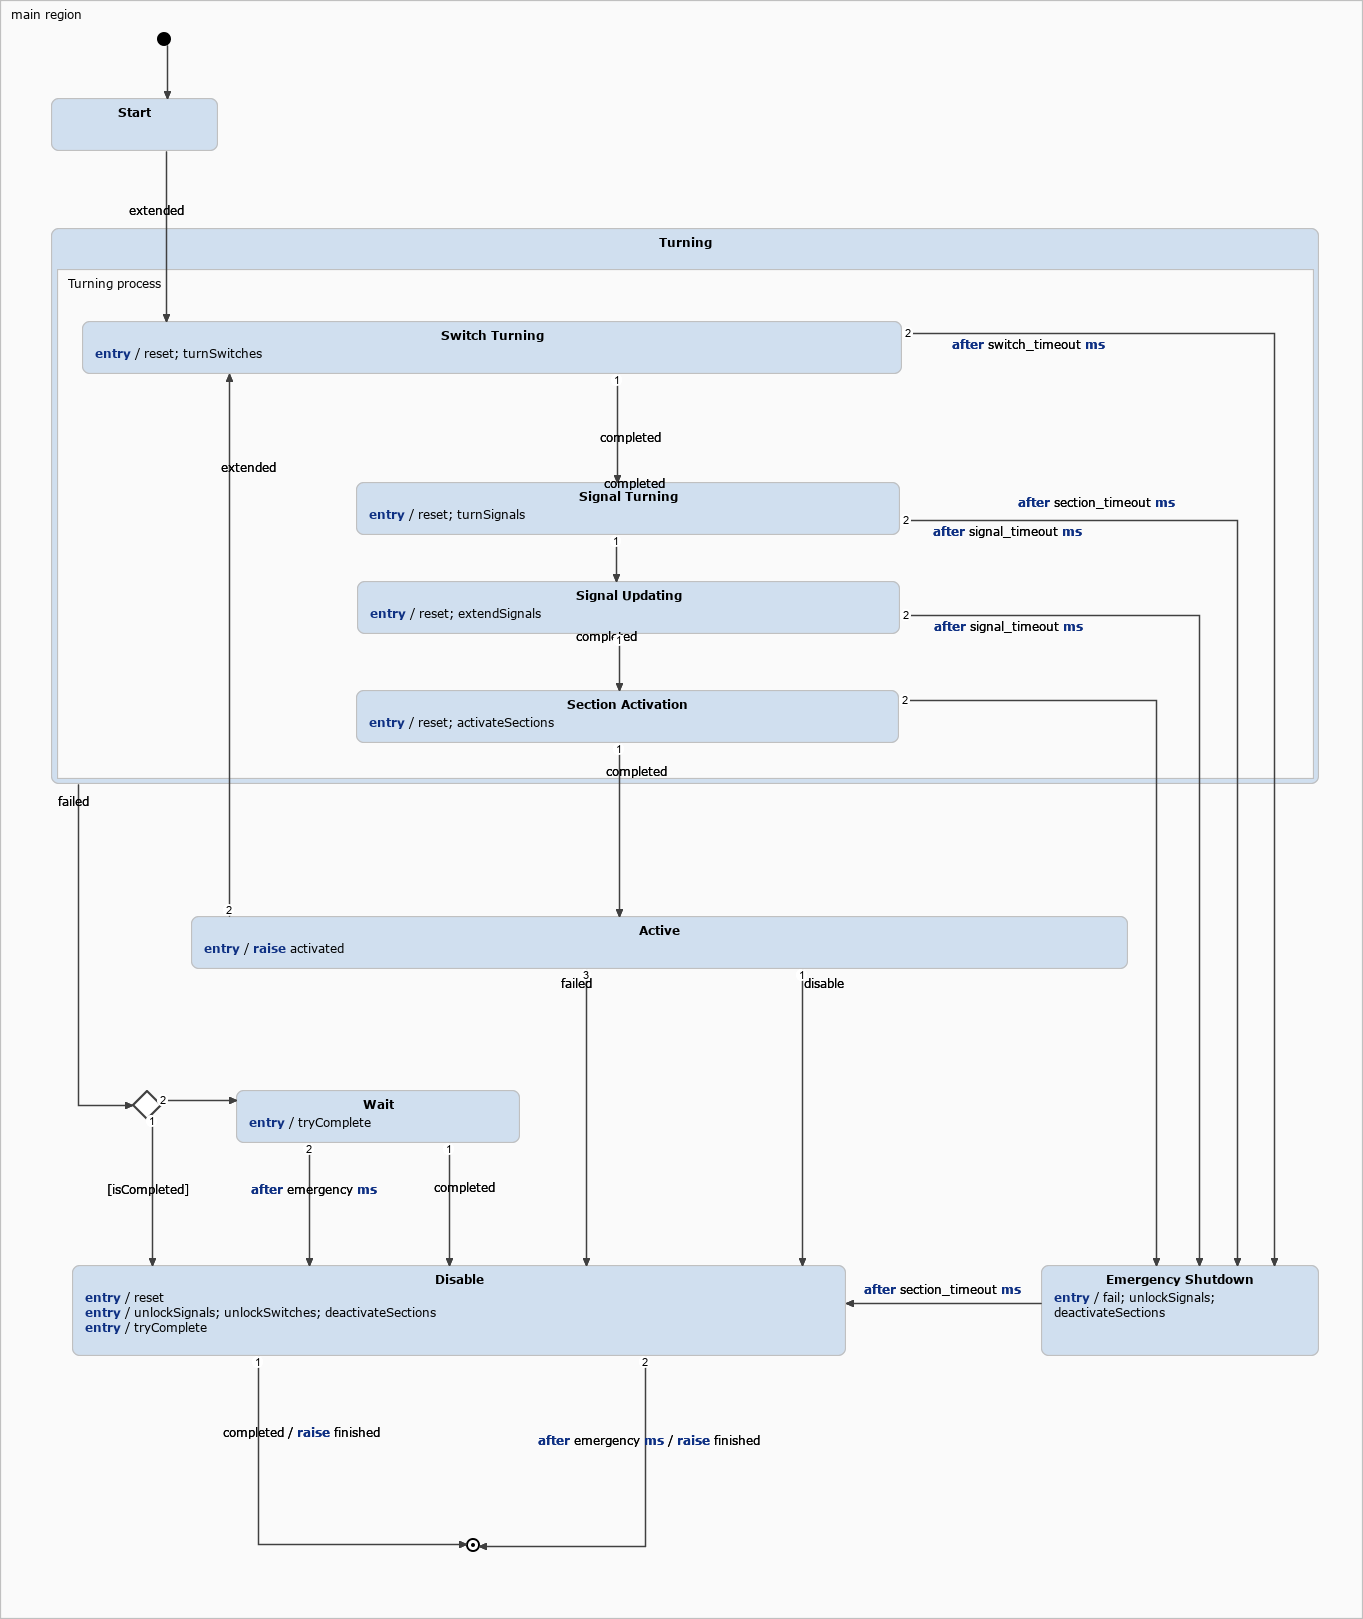 main region
Start
extended
Turning
Turning process
Switch Turning
entry / reset; turnSwitches
2
after switch_timeout ms
1
completed
extended
completed
Signal Turning
entry / reset; turnSignals
after section_timeout ms
2
after signal_timeout ms
1
Signal Updating
entry / reset; extendSignals
2
after signal_timeout ms
completed
1
Section Activation
entry / reset; activateSections
2
1
completed
failed
2
Active
entry / raise activated
3
failed
1
disable
2
1
Wait
entry / tryComplete
2
1
[isCompleted]
after emergency ms
completed
Disable
entry / reset
entry / unlockSignals; unlockSwitches; deactivateSections
entry / tryComplete
after section_timeout ms
Emergency Shutdown
entry / fail; unlockSignals;
deactivateSections
1
2
completed / raise finished
after emergency ms / raise finished